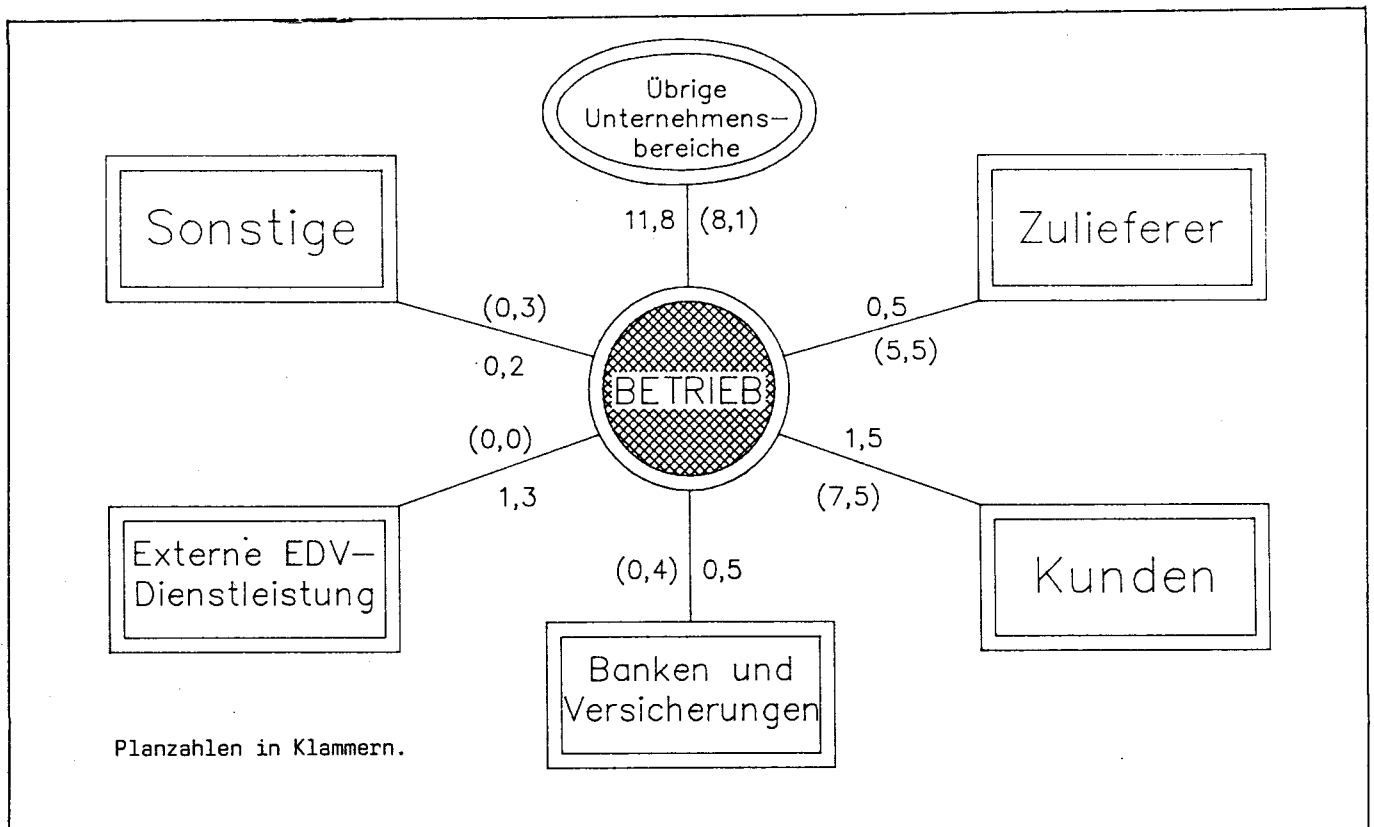 Übrige
Unternehmens-
bereiche
Sonstige
Zulieferer
11,8 (8,1)
(0,3)
0,2
0,5
(5,5)
BETRIEB
(0,0)
1,3
1,5
(7,5)
(0,4) 0,5
Externe EDV-
Dienstleistung
Kunden
Banken und
Versicherungen
Planzahlen in Klammern.